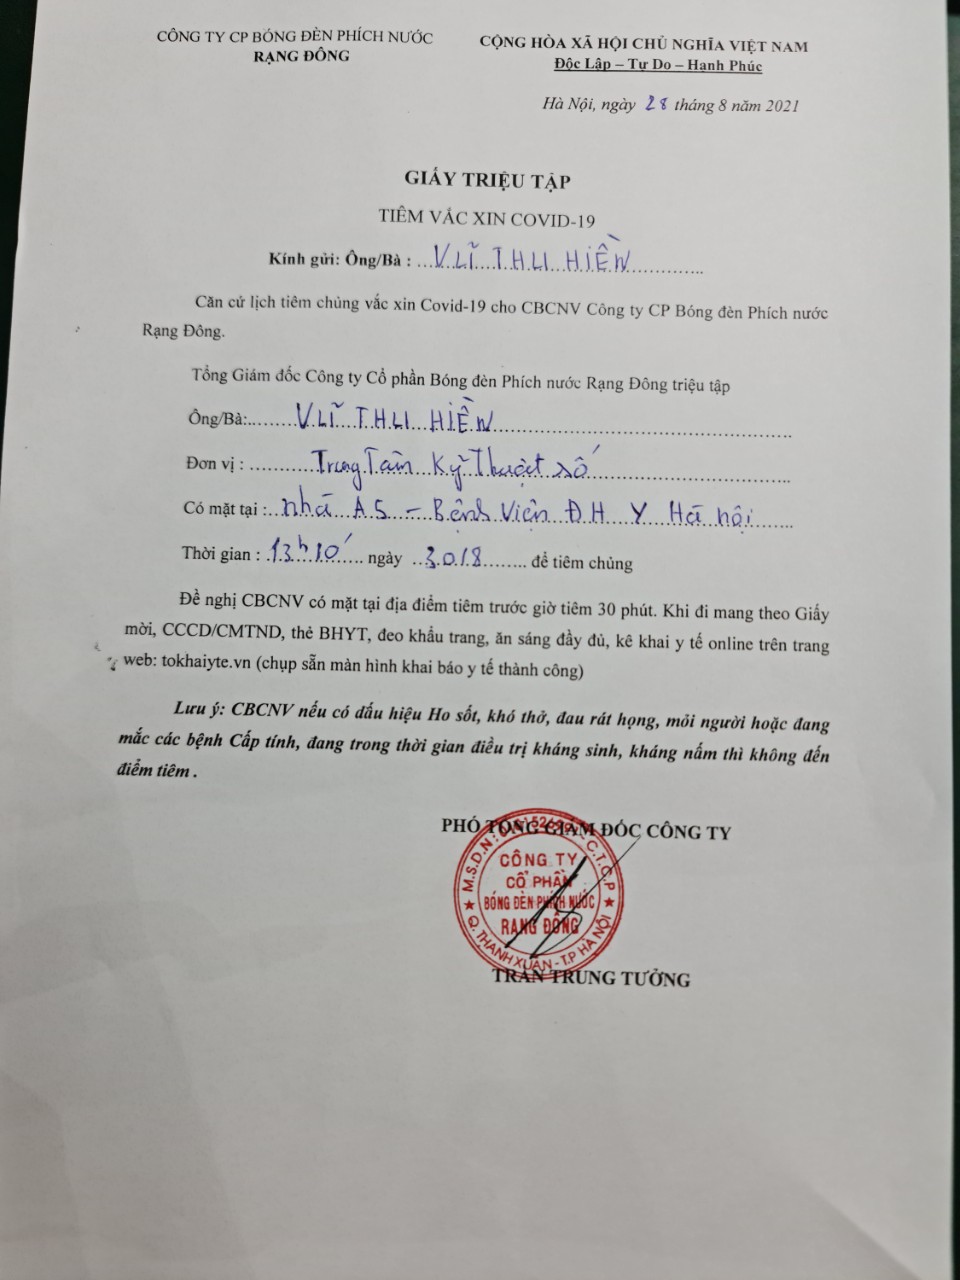 CÔNG TY CP BÓNG ĐÈN PHÍCH NƯỚC
RẠNG ĐÔNG
CỘNG HÒA XÃ HỘI CHỦ NGHĨA VIỆT NAM
Độc Lập – Tự Do – Hạnh Phúc
Hà Nội, ngày 28 tháng 8 năm 2021
GIẤY TRIỆU TẬP
TIÊM VẮC XIN COVID-19
Kính gửi: Ông/Bà : VŨ THU HIỀN
Căn cứ lịch tiêm chủng vắc xin Covid-19 cho CBCNV Công ty CP Bóng đèn Phích nước
Rạng Đông.
Tổng Giám đốc Công ty Cổ phần Bóng đèn Phích nước Rạng Đông triệu tập
Ông/Bà: VŨ THU HIỀN
Đơn vị : Trung Tâm Kỹ Thuật số
Có mặt tại : nhà A5 – Bệnh Viện ĐH Y Hà nội
Thời gian : 13h10' ngày 30/8 để tiêm chủng
Đề nghị CBCNV có mặt tại địa điểm tiêm trước giờ tiêm 30 phút. Khi đi mang theo Giấy
mời, CCCD/CMTND, thẻ BHYT, đeo khẩu trang, ăn sáng đầy đủ, kê khai y tế online trên trang
web: tokhaiyte.vn (chụp sẵn màn hình khai báo y tế thành công)
Lưu ý: CBCNV nếu có dấu hiệu Ho sốt, khó thở, đau rát họng, mỏi người hoặc đang
mắc các bệnh Cấp tính, đang trong thời gian điều trị kháng sinh, kháng nấm thì không đến
điểm tiêm .
PHÓ TỔNG GIÁM ĐỐC CÔNG TY
M.S.D.N: C.T.C.P
CÔNG TY
CỔ PHẦN
BÓNG ĐÈN PHÍCH NƯỚC
RẠNG ĐÔNG
Q. THANH XUÂN - T.P HÀ NỘI
TRẦN TRUNG TƯỞNG